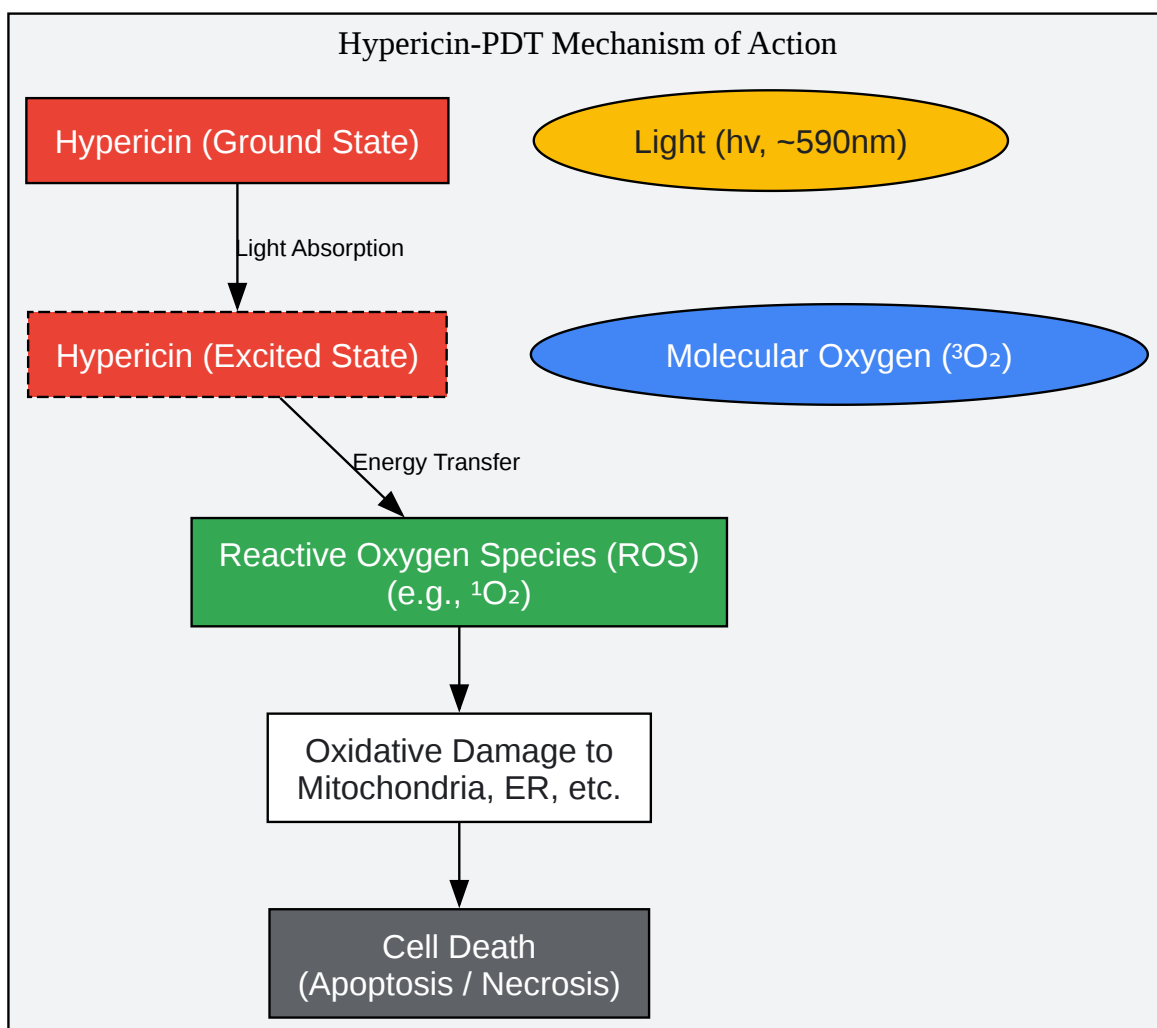 Hypericin-PDT Mechanism of Action
Hypericin (Ground State)
Light (hv, ~590nm)
Light Absorption
Hypericin (Excited State)
Molecular Oxygen (³O₂)
Energy Transfer
Reactive Oxygen Species (ROS)
(e.g., ¹O₂)
Oxidative Damage to
Mitochondria, ER, etc.
Cell Death
(Apoptosis / Necrosis)